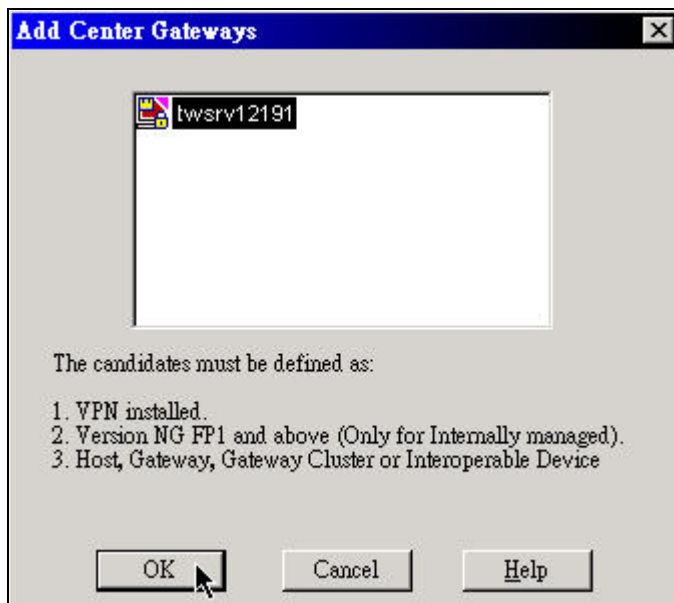 Add Center Gateways
twsrv12191
The candidates must be defined as:
1. VPN installed.
2. Version NG FP1 and above (Only for Internally managed).
3. Host, Gateway, Gateway Cluster or Interoperable Device
OK
Cancel
Help